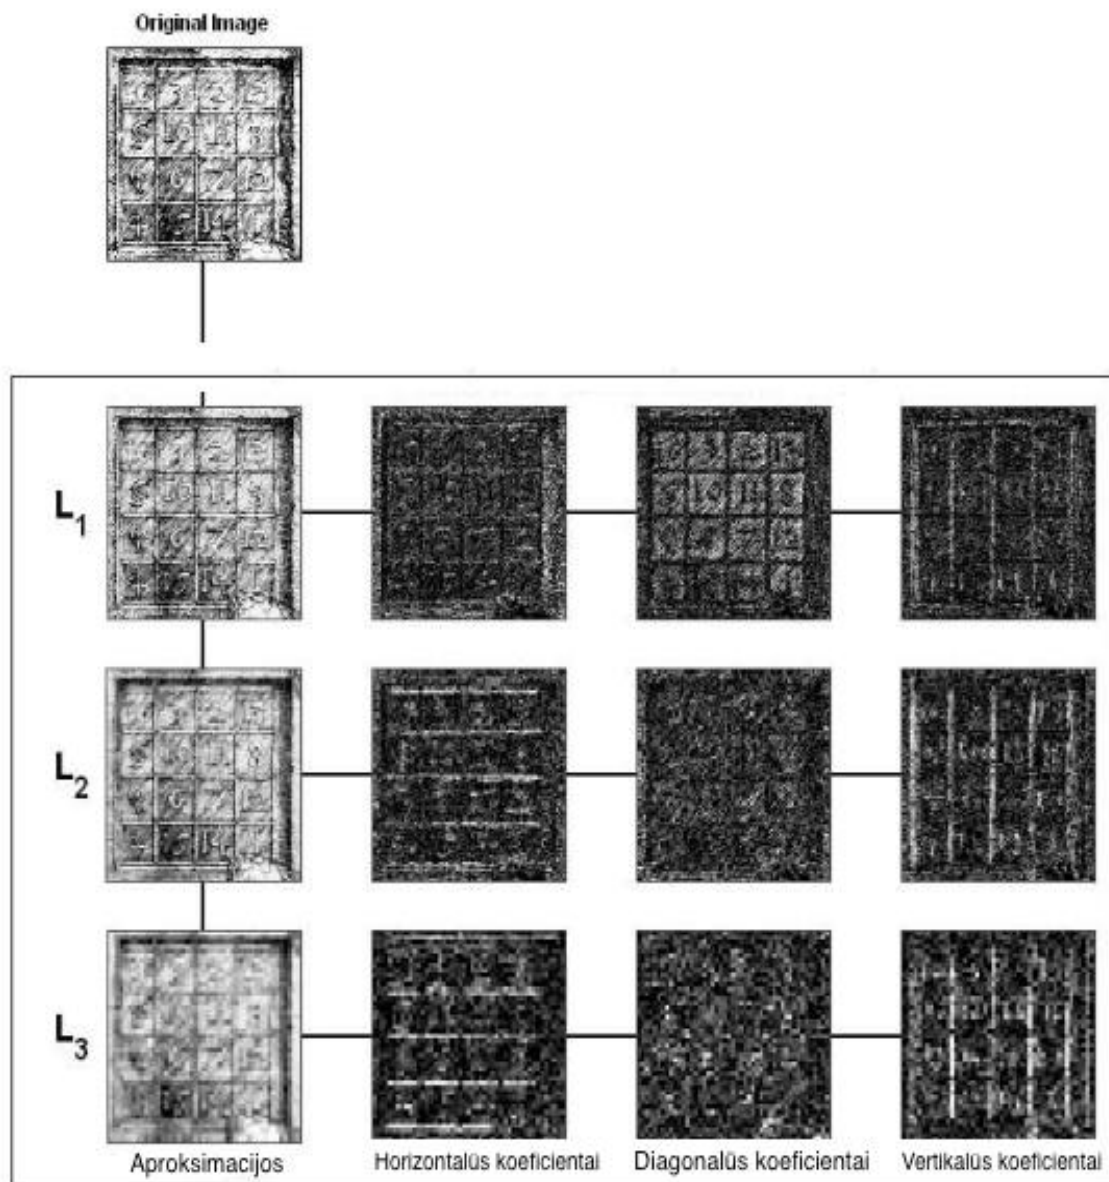 Original Image
L1
L2
L3
Aproksimacijos
Horizontalūs koeficientai
Diagonalūs koeficientai
Vertikalūs koeficientai